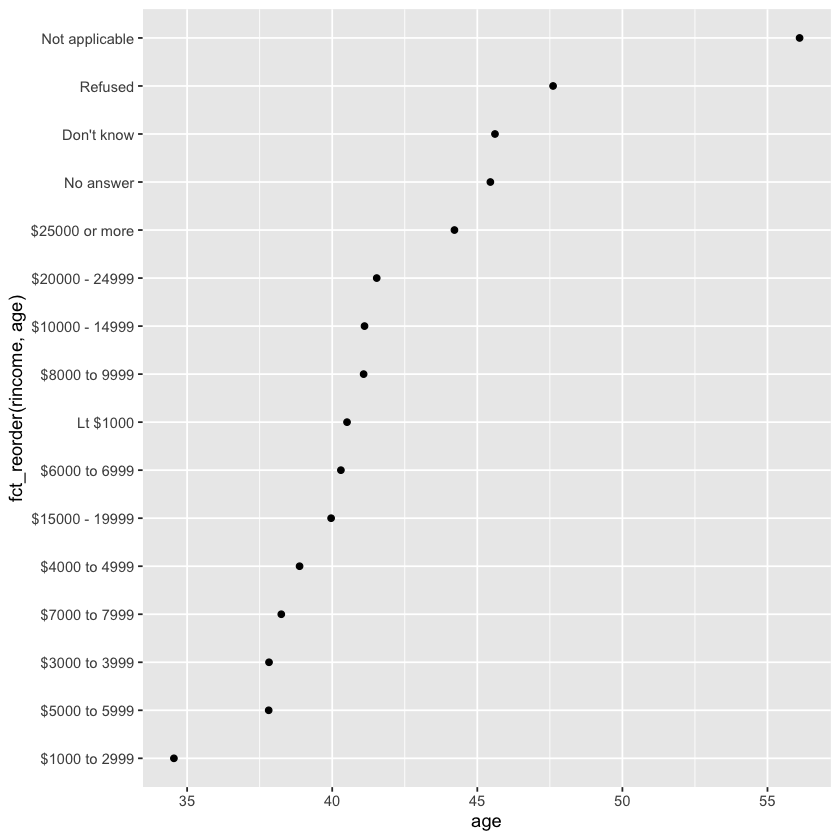 Not applicable
Refused
Don't know
No answer
$25000 or more
$20000 - 24999
$10000 - 14999
$8000 to 9999
Lt $1000
$6000 to 6999
$15000 - 19999
$4000 to 4999
$7000 to 7999
$3000 to 3999
$5000 to 5999
$1000 to 2999
fct_reorder(rincome, age)
35 40 45 50 55
age